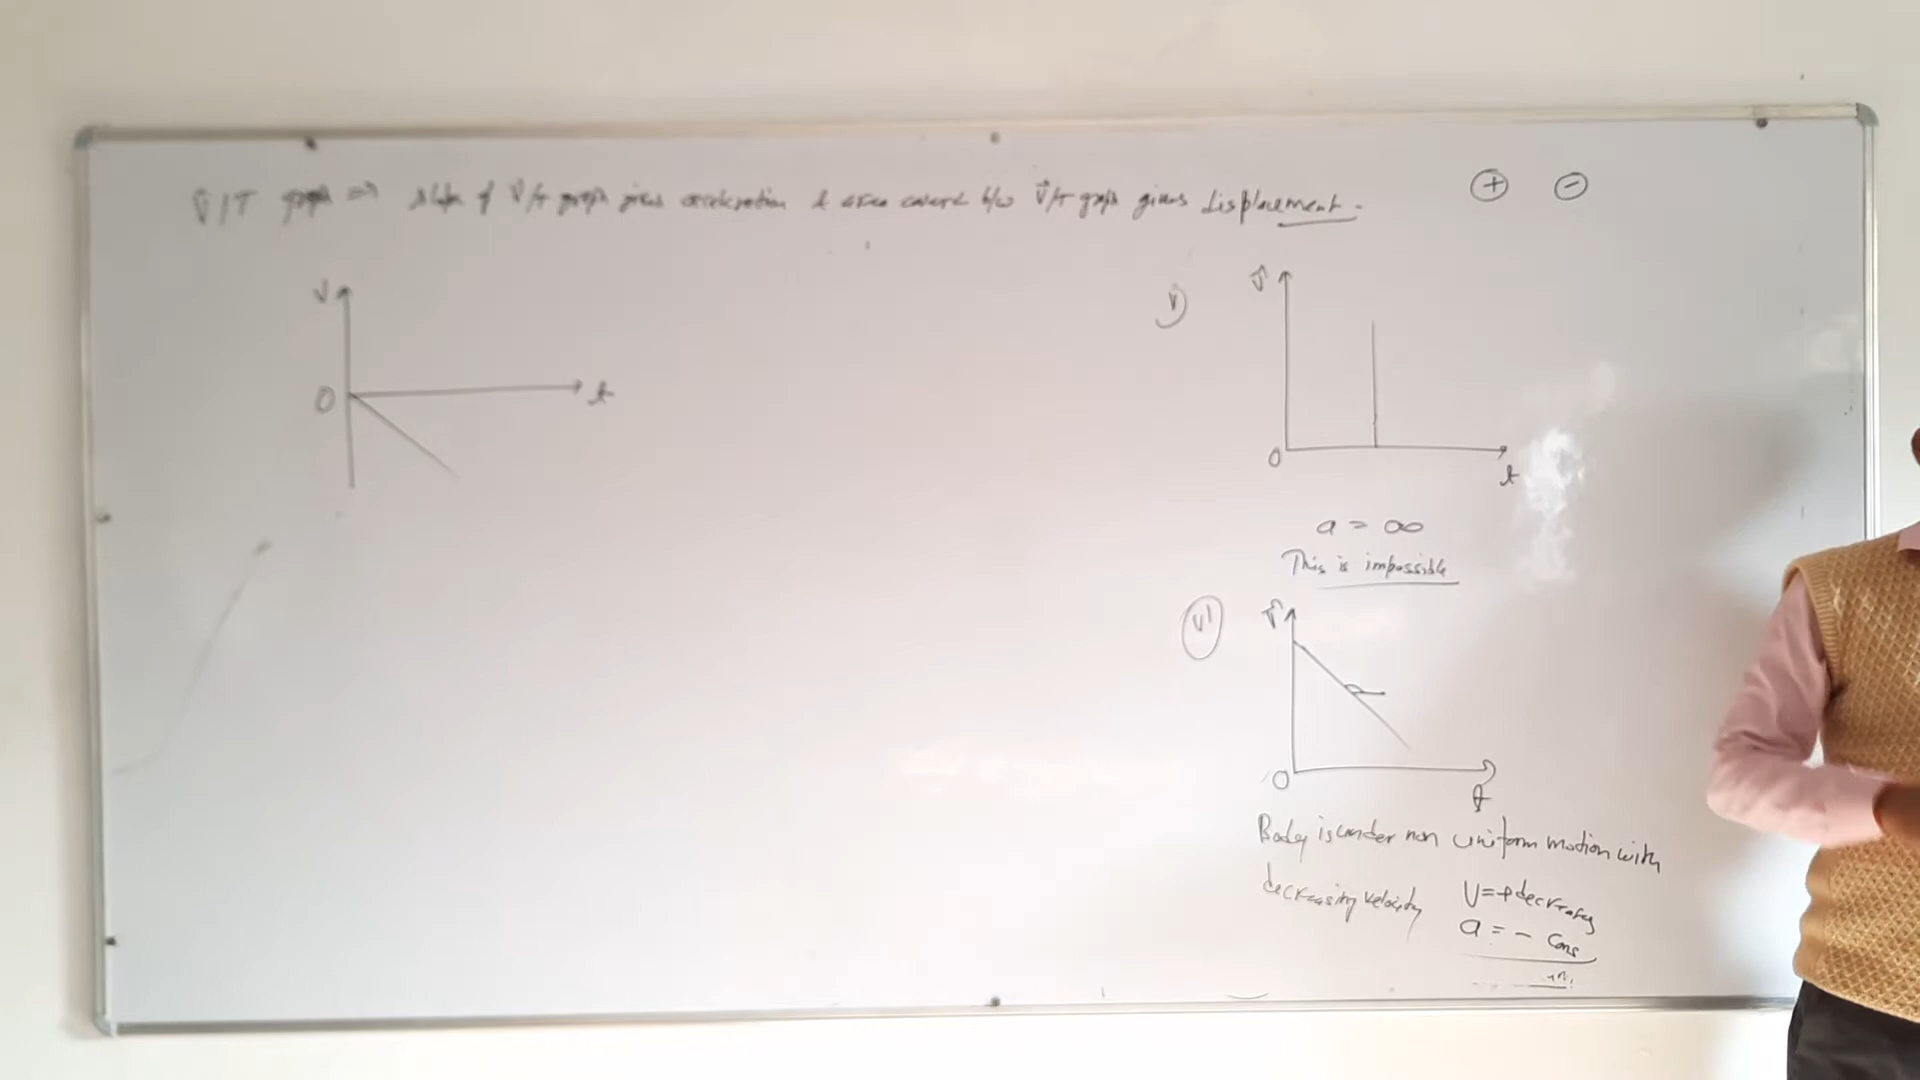 V/T graph ⇒ slope of V/t graph gives acceleration & area covered b/w V/T graph gives displacement.
+ -
V
O
t
V)
V
O
t
a = ∞
This is impossible
VI
V
O
t
Body is under non uniform motion with
decreasing velocity
V = +
a = - cons